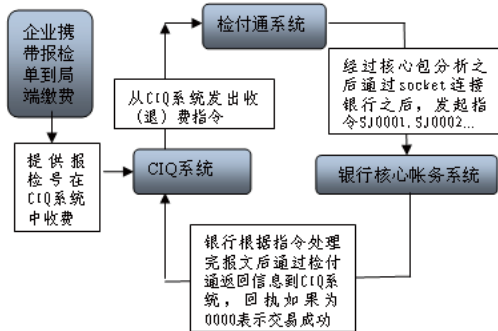 企业携
带报检
单到局
端缴费
检付通系统
经过核心包分析之
后通过socket连接
银行之后，发起指
令SJ0001,SJ0002…
从CIQ系统发出收
(退)费指令
提供报
检号在
CIQ系统
中收费
CIQ系统
银行核心帐务系统
银行根据指令处理
完报文后通过检付
通返回信息到CIQ系
统，回执如果为
0000表示交易成功